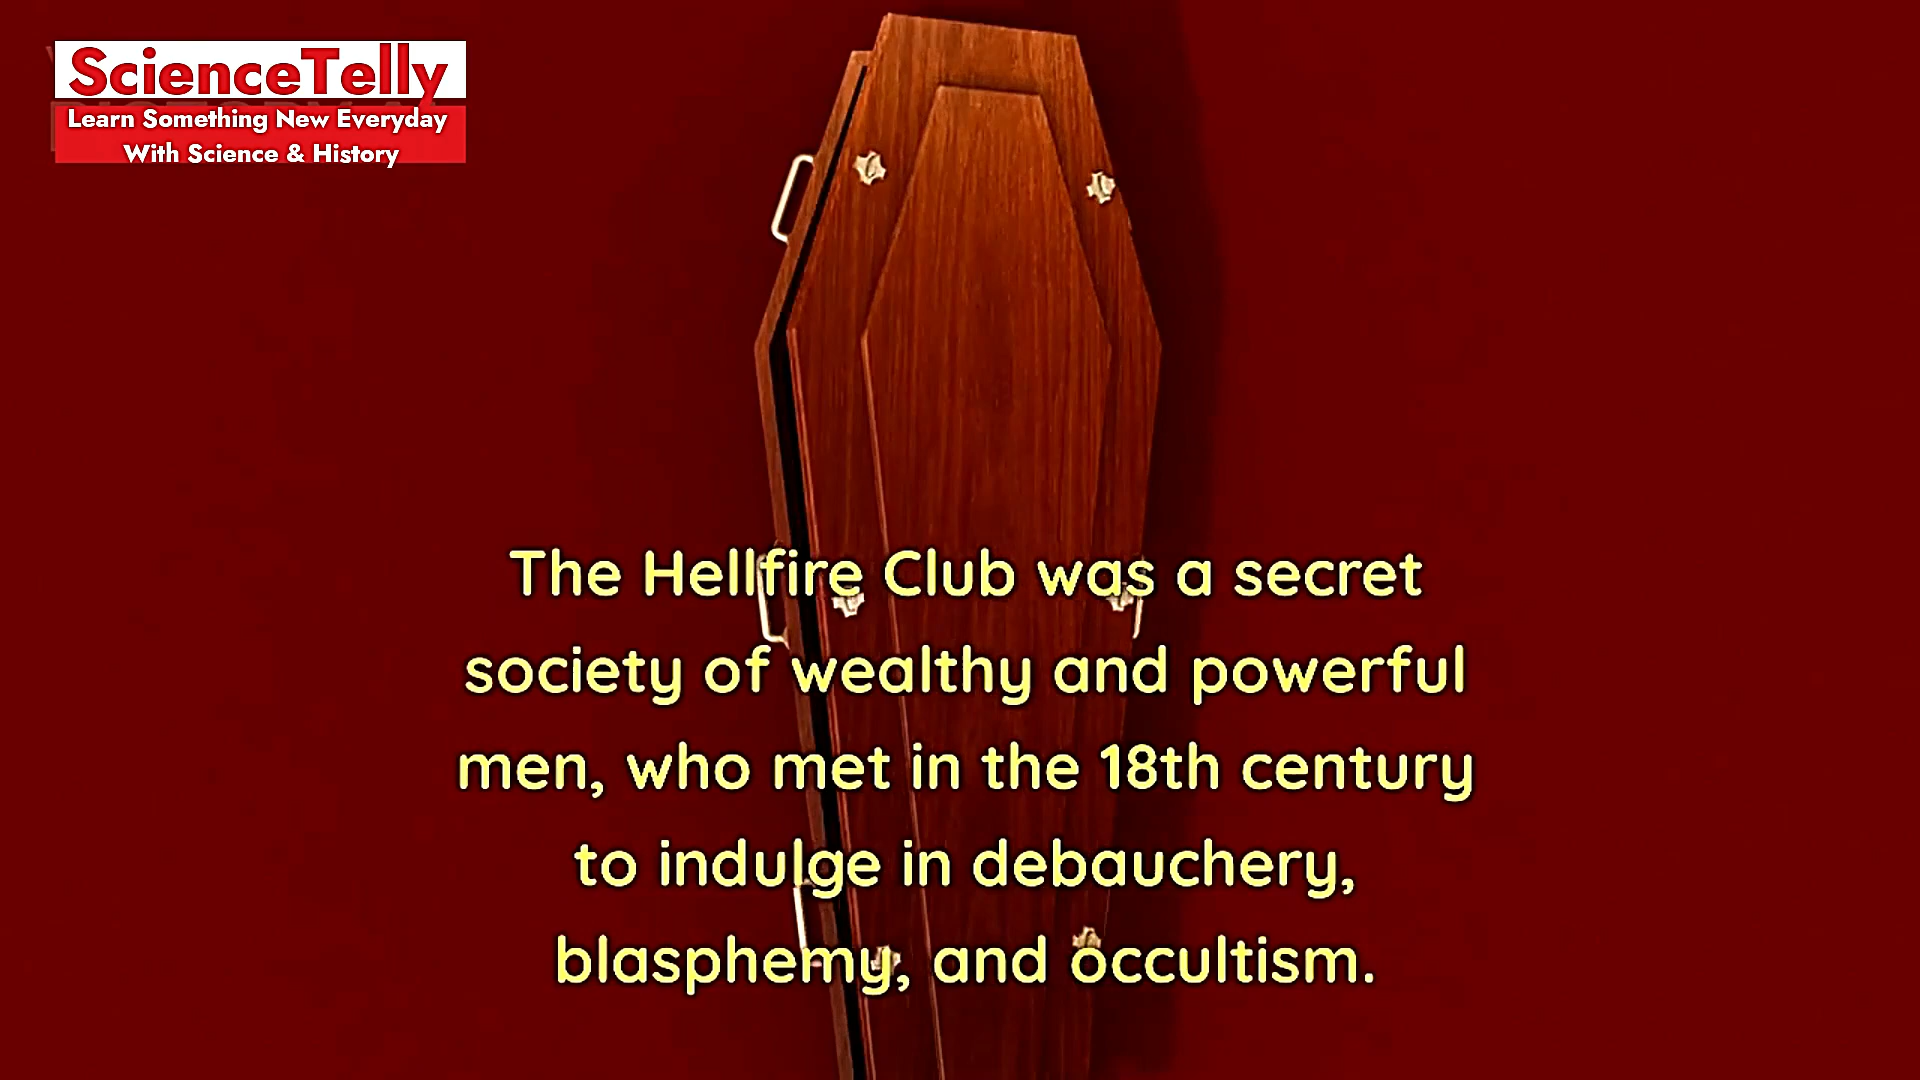 ScienceTelly
Learn Something New Everyday
With Science & History
The Hellfire Club was a secret
society of wealthy and powerful
men, who met in the 18th century
to indulge in debauchery,
blasphemy, and occultism.